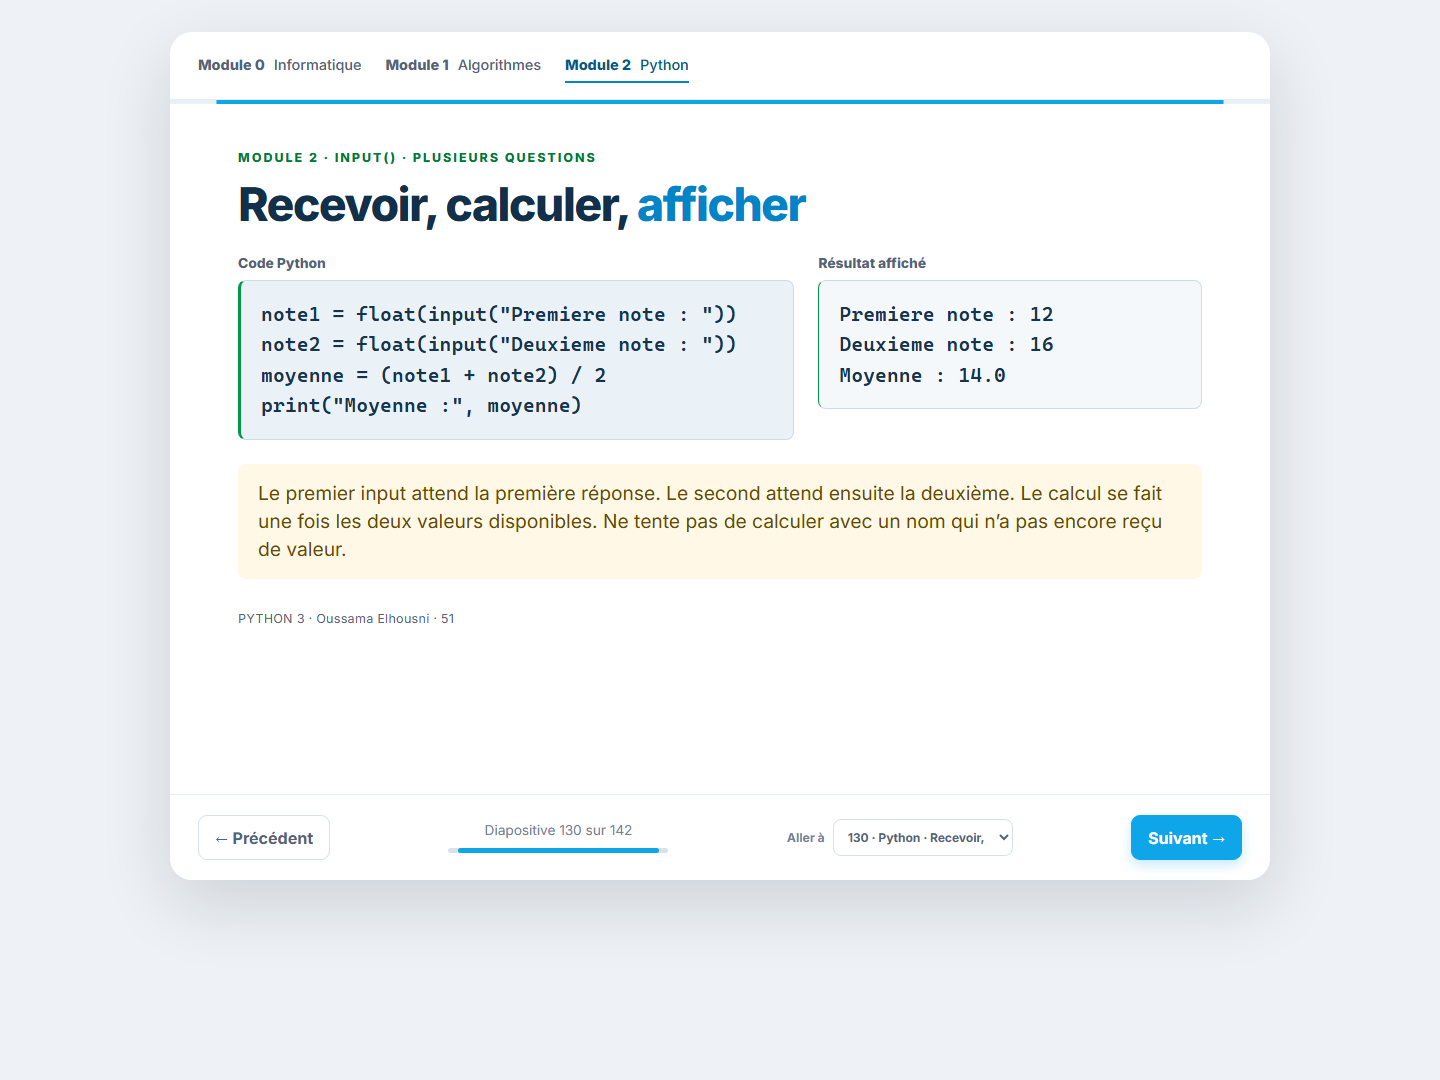 Module 0 Informatique Module 1 Algorithmes Module 2 Python
MODULE 2 · INPUT() · PLUSIEURS QUESTIONS
Recevoir, calculer, afficher
Code Python
note1 = float(input("Premiere note : "))
note2 = float(input("Deuxieme note : "))
moyenne = (note1 + note2) / 2
print("Moyenne :", moyenne)
Résultat affiché
Premiere note : 12
Deuxieme note : 16
Moyenne : 14.0
Le premier input attend la première réponse. Le second attend ensuite la deuxième. Le calcul se fait
une fois les deux valeurs disponibles. Ne tente pas de calculer avec un nom qui n’a pas encore reçu
de valeur.
PYTHON 3 · Oussama Elhousni · 51
← Précédent
Diapositive 130 sur 142
Aller à 130 · Python · Recevoir,
Suivant →